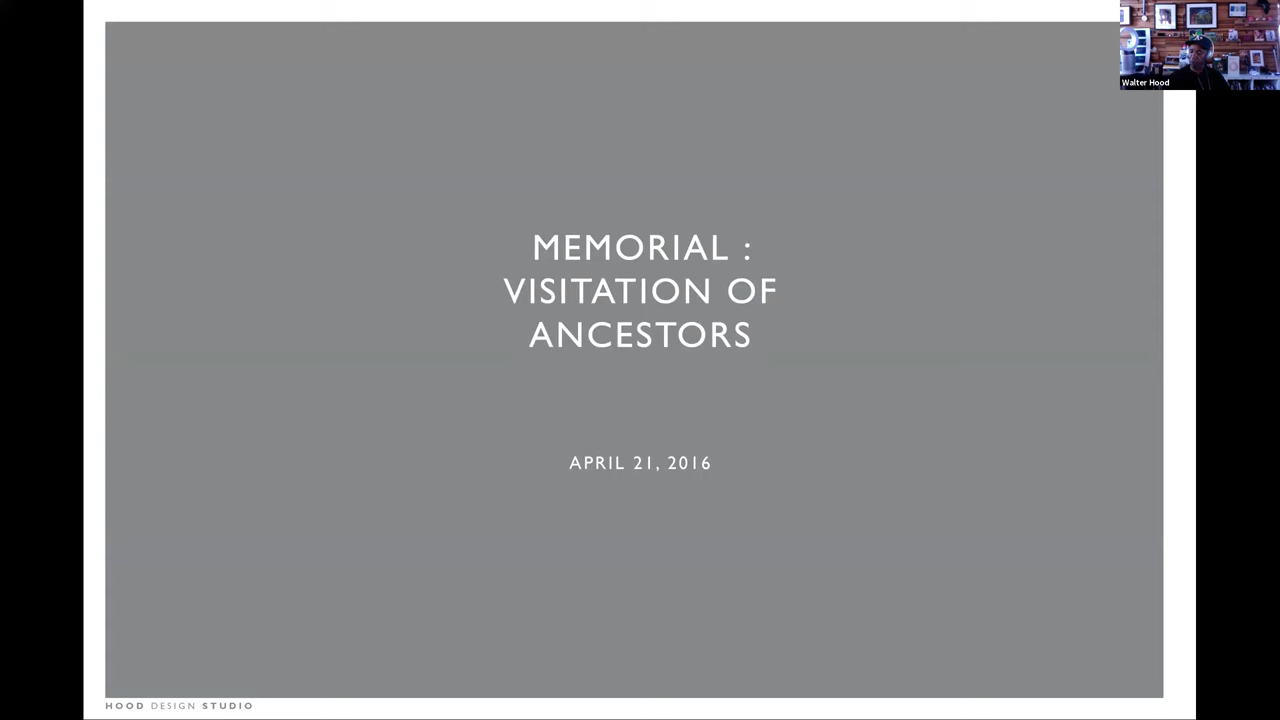 Walter Hood
MEMORIAL :
VISITATION OF
ANCESTORS
APRIL 21, 2016
HOOD DESIGN STUDIO